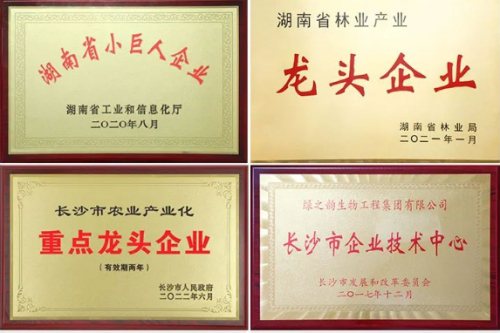 湖南省小巨人企业
湖南省工业和信息化厅
二〇二〇年八月
湖南省林业产业
龙头企业
湖南省林业局
二〇二一年一月
长沙市农业产业化
重点龙头企业
(有效期两年)
长沙市人民政府
二〇二二年六月
绿之韵生物工程集团有限公司
长沙市企业技术中心
长沙市发展和改革委员会
二〇一七年十二月